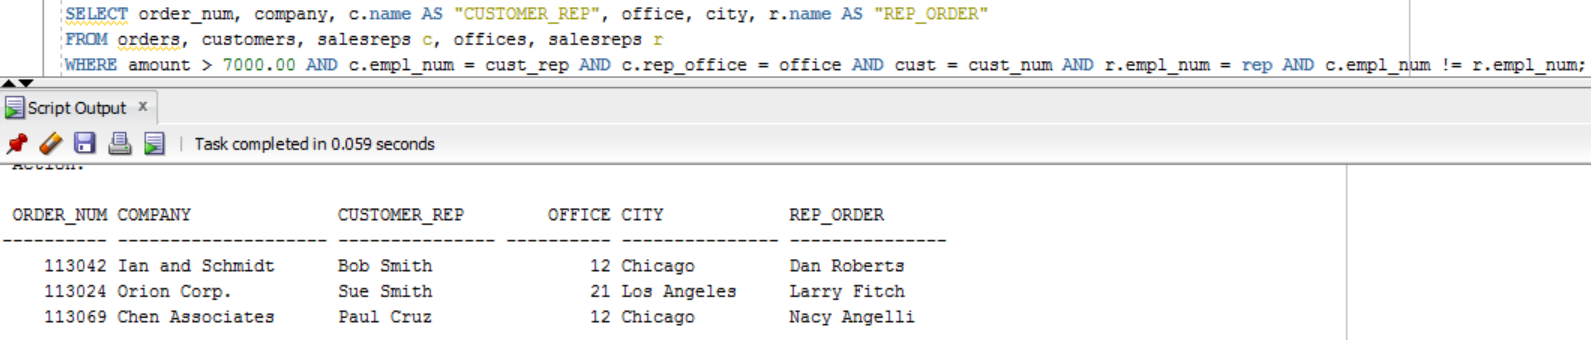 SELECT order_num, company, c.name AS "CUSTOMER_REP", office, city, r.name AS "REP_ORDER"
FROM orders, customers, salesreps c, offices, salesreps r
WHERE amount > 7000.00 AND c.empl_num = cust_rep AND c.rep_office = office AND cust = cust_num AND r.empl_num = rep AND c.empl_num != r.empl_num;
Script Output x
Task completed in 0.059 seconds
Action:
ORDER_NUM COMPANY CUSTOMER_REP OFFICE CITY REP_ORDER
---------- -------------------- --------------- ---------- --------------- ---------------
113042 Ian and Schmidt Bob Smith 12 Chicago Dan Roberts
113024 Orion Corp. Sue Smith 21 Los Angeles Larry Fitch
113069 Chen Associates Paul Cruz 12 Chicago Nacy Angelli